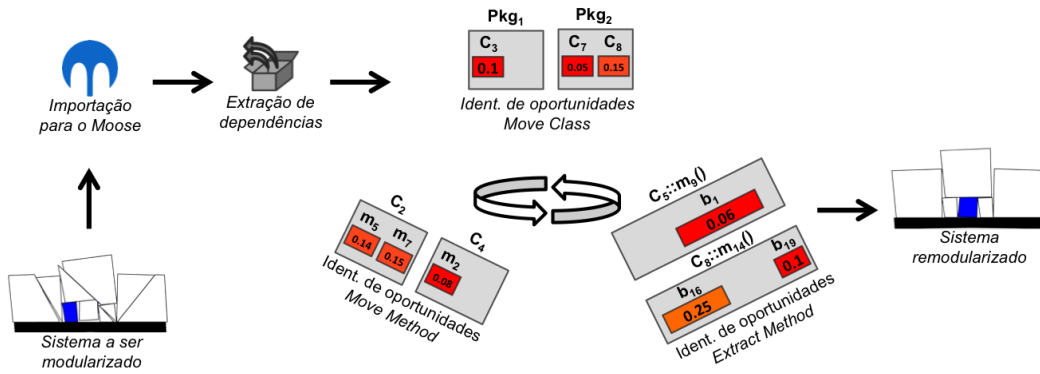 Importação
para o Moose
Extração de
dependências
Pkg1
Pkg2
C3
0.1
C7
C8
0.05
0.15
Ident. de oportunidades
Move Class
Sistema a ser
modularizado
C2
m5
m7
0.14
0.15
C4
m2
0.08
Ident. de oportunidades
Move Method
C5::m9()
b1
0.06
C8::m14()
b16
0.25
b19
0.1
Ident. de oportunidades
Extract Method
Sistema
remodularizado